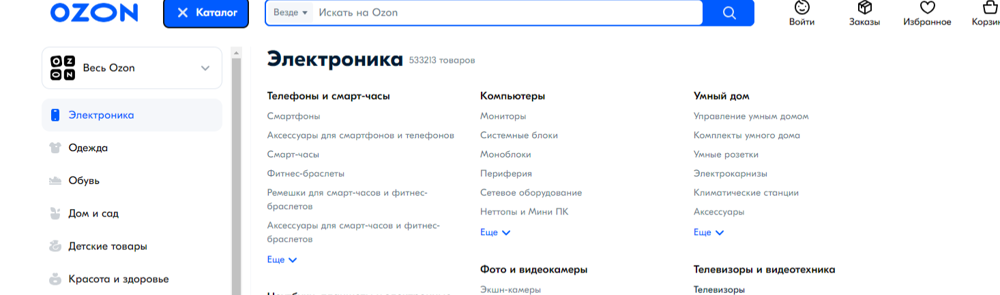 OZON
Каталог
Везде
Искать на Ozon
Войти
Заказы
Избранное
OZ
ON
Весь Ozon
Электроника
Одежда
Обувь
Дом и сад
Детские товары
Красота и здоровье
Электроника 533213 товаров
Телефоны и смарт-часы
Смартфоны
Аксессуары для смартфонов и телефонов
Смарт-часы
Фитнес-браслеты
Ремешки для смарт-часов и фитнес-
браслетов
Аксессуары для смарт-часов и фитнес-
браслетов
Еще
Компьютеры
Мониторы
Системные блоки
Моноблоки
Периферия
Сетевое оборудование
Неттопы и Мини ПК
Еще
Фото и видеокамеры
Экшн-камеры
Умный дом
Управление умным домом
Комплекты умного дома
Умные розетки
Электрокарнизы
Климатические станции
Аксессуары
Еще
Телевизоры и видеотехника
Телевизоры